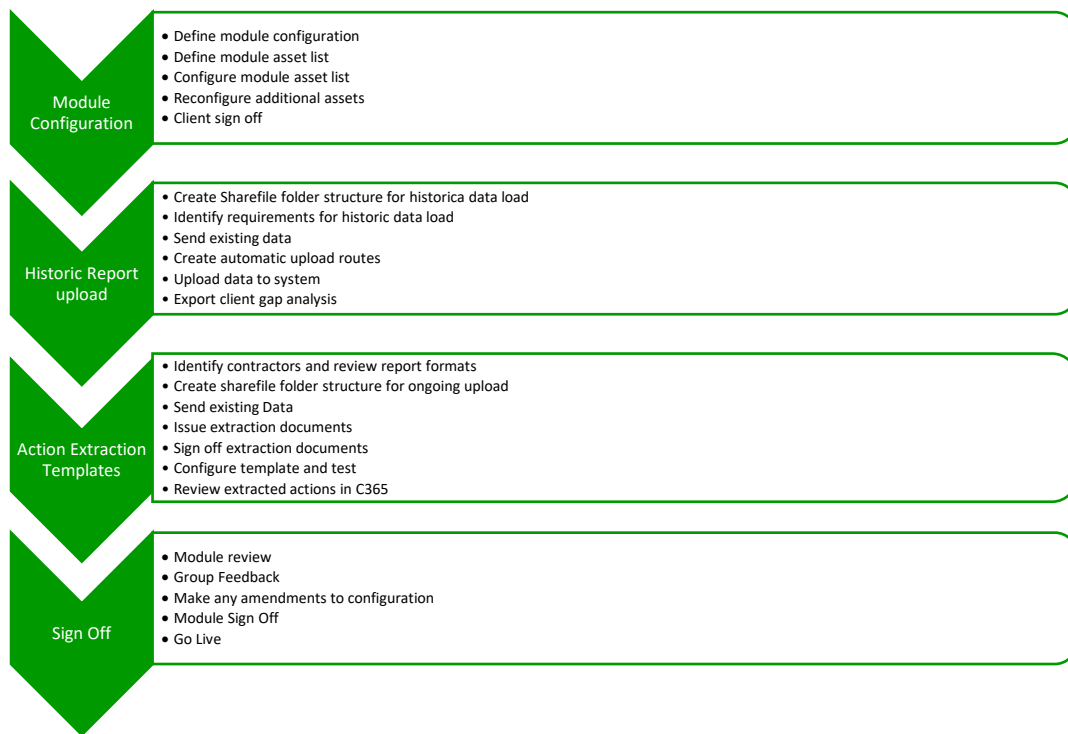 Module
Configuration
• Define module configuration
• Define module asset list
• Configure module asset list
• Reconfigure additional assets
• Client sign off
Historic Report
upload
• Create Sharefile folder structure for historica data load
• Identify requirements for historic data load
• Send existing data
• Create automatic upload routes
• Upload data to system
• Export client gap analysis
Action Extraction
Templates
• Identify contractors and review report formats
• Create sharefile folder structure for ongoing upload
• Send existing Data
• Issue extraction documents
• Sign off extraction documents
• Configure template and test
• Review extracted actions in C365
Sign Off
• Module review
• Group Feedback
• Make any amendments to configuration
• Module Sign Off
• Go Live